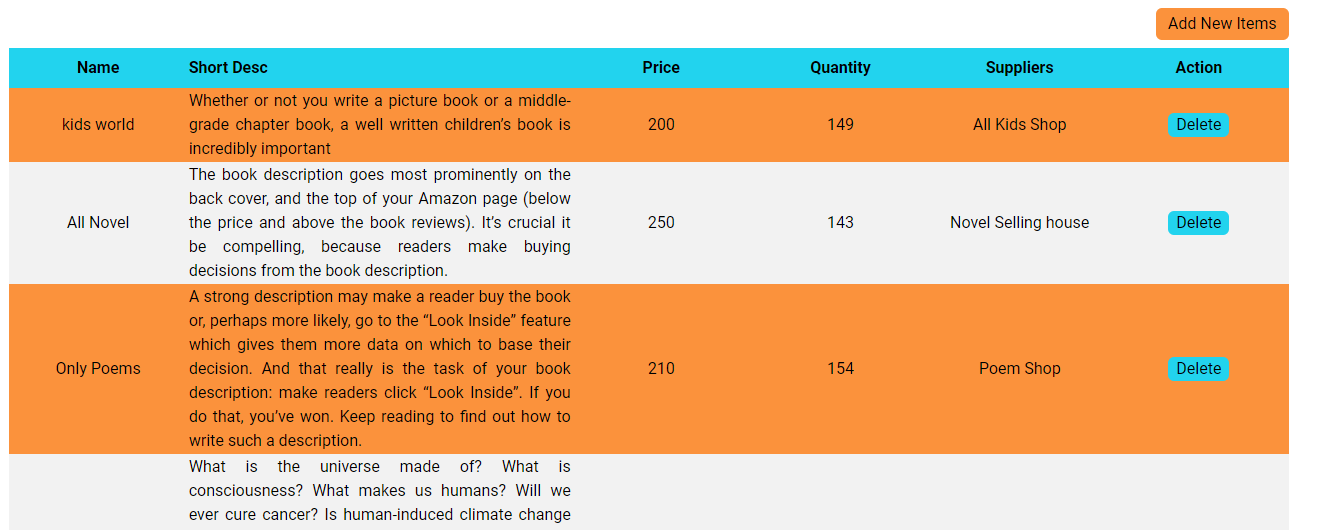 Add New Items
Name Short Desc Price Quantity Suppliers Action
Whether or not you write a picture book or a middle-
kids world grade chapter book, a well written children’s book is 200 149 All Kids Shop Delete
incredibly important
The book description goes most prominently on the
back cover, and the top of your Amazon page (below
All Novel the price and above the book reviews). It’s crucial it 250 143 Novel Selling house Delete
be compelling, because readers make buying
decisions from the book description.
A strong description may make a reader buy the book
or, perhaps more likely, go to the “Look Inside” feature
which gives them more data on which to base their
Only Poems decision. And that really is the task of your book 210 154 Poem Shop Delete
description: make readers click “Look Inside”. If you
do that, you’ve won. Keep reading to find out how to
write such a description.
What is the universe made of? What is
consciousness? What makes us humans? Will we
ever cure cancer? Is human-induced climate change